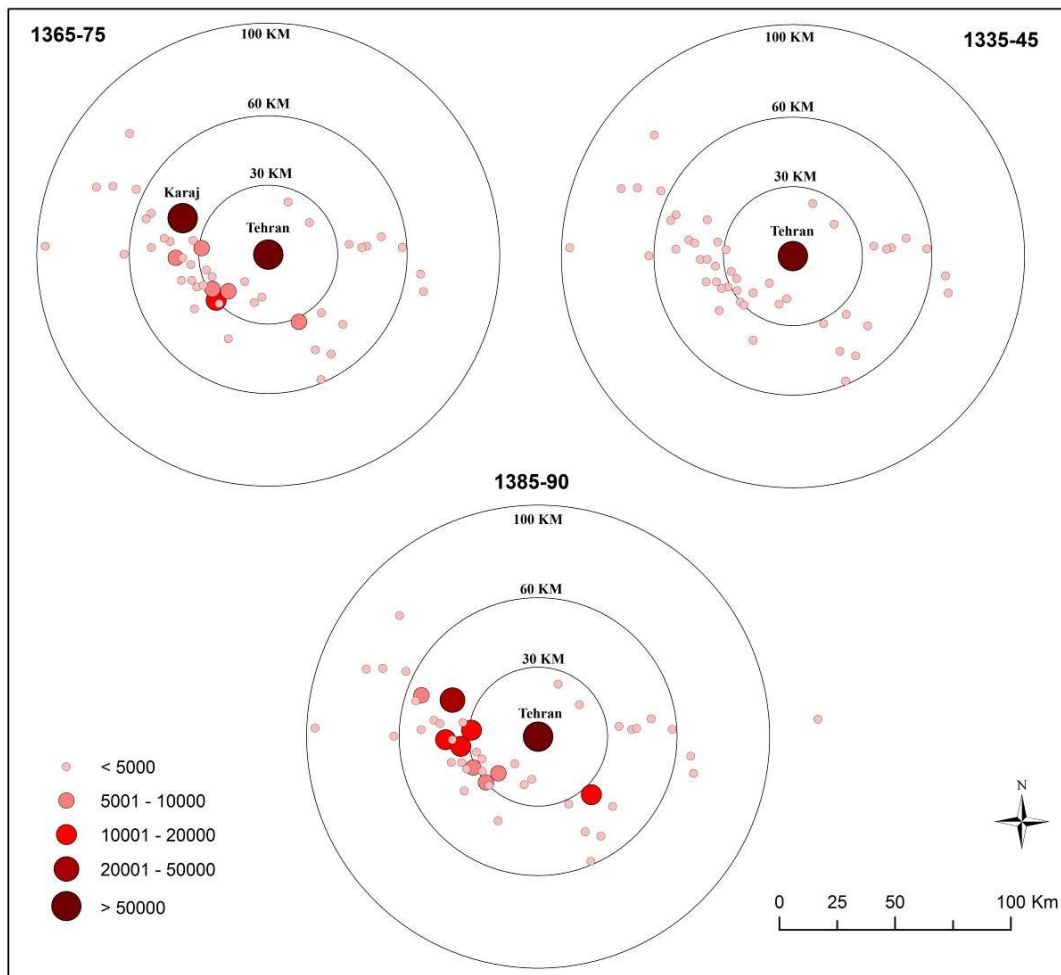 1365-75
1335-45
100 KM
100 KM
60 KM
60 KM
30 KM
30 KM
Karaj
Tehran
Tehran
1385-90
100 KM
60 KM
30 KM
Tehran
< 5000
5001 - 10000
10001 - 20000
20001 - 50000
> 50000
N
0 25 50 100 Km